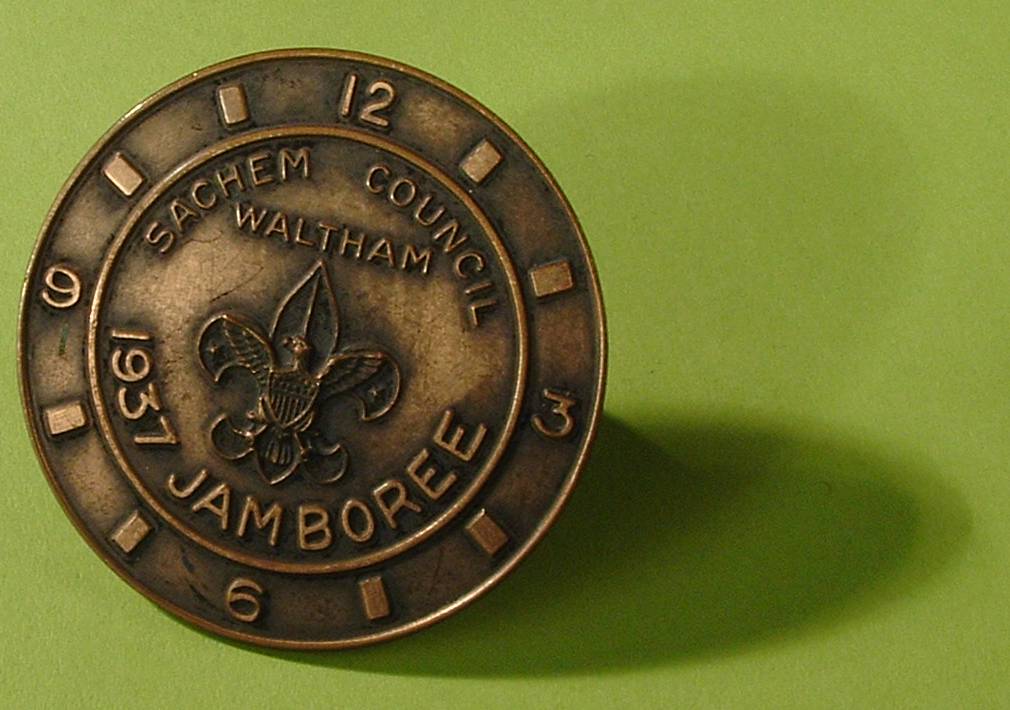 12
SACHEM COUNCIL
WALTHAM
9
3
1937
JAMBOREE
6